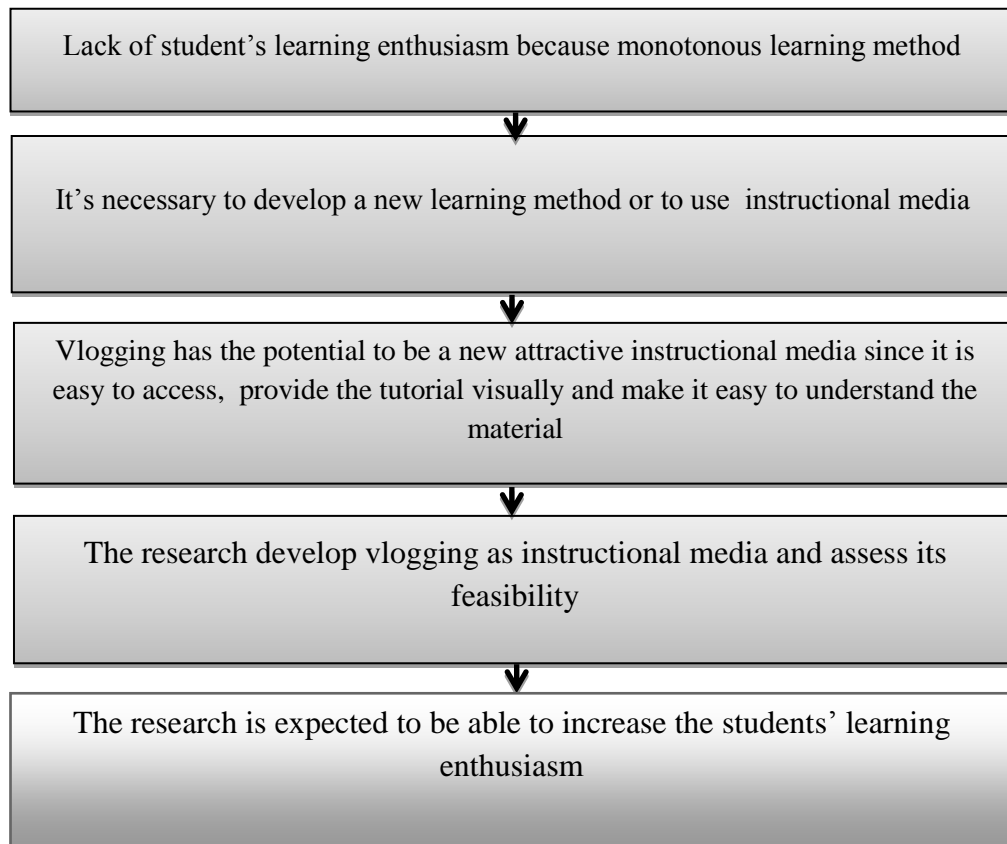 Lack of student’s learning enthusiasm because monotonous learning method
It’s necessary to develop a new learning method or to use  instructional media
Vlogging has the potential to be a new attractive instructional media since it is
easy to access,  provide the tutorial visually and make it easy to understand the
material
The research develop vlogging as instructional media and assess its
feasibility
The research is expected to be able to increase the students’ learning
enthusiasm